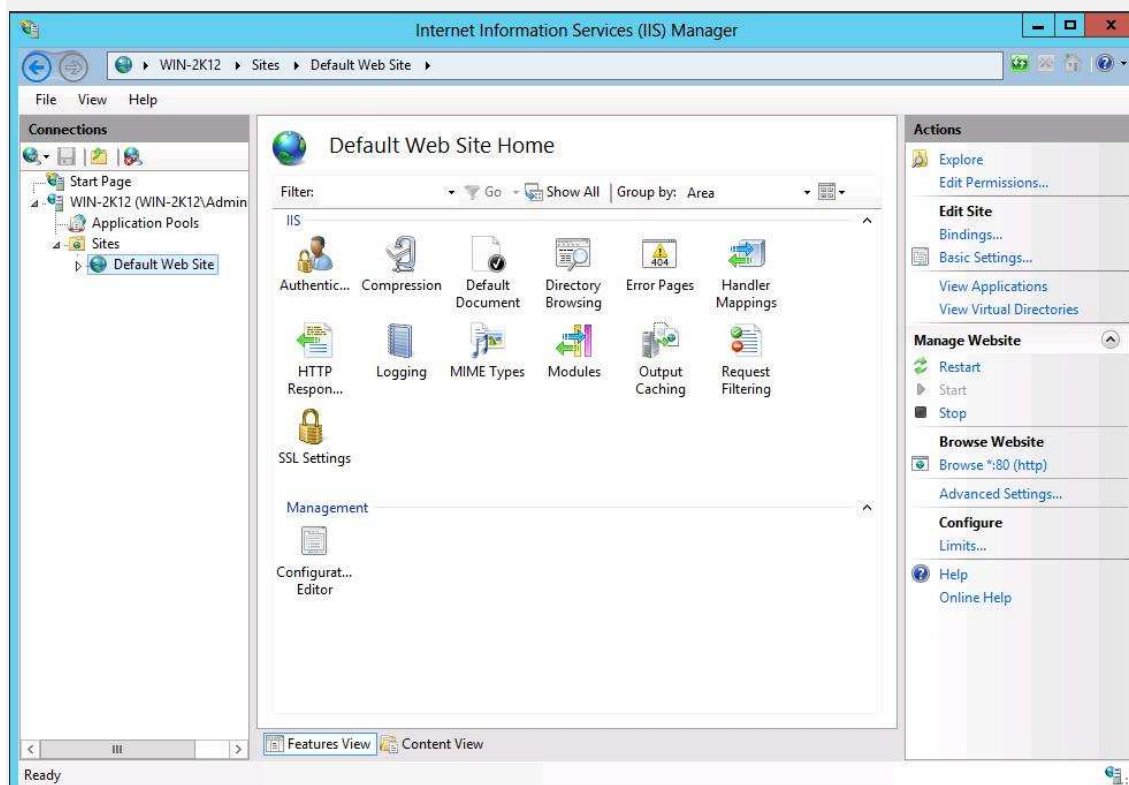 Internet Information Services (IIS) Manager
WIN-2K12 Sites Default Web Site
File View Help
Connections
Start Page
WIN-2K12 (WIN-2K12\Admin
Application Pools
Sites
Default Web Site
Default Web Site Home
Filter: Go Show All Group by: Area
IIS
Authentic... Compression Default Directory Error Pages Handler
Document Browsing Mappings
404
HTTP Logging MIME Types Modules Output Request
Respon... Caching Filtering
SSL Settings
Management
Configurat...
Editor
Features View Content View
Actions
Explore
Edit Permissions...
Edit Site
Bindings...
Basic Settings...
View Applications
View Virtual Directories
Manage Website
Restart
Start
Stop
Browse Website
Browse *:80 (http)
Advanced Settings...
Configure
Limits...
Help
Online Help
Ready